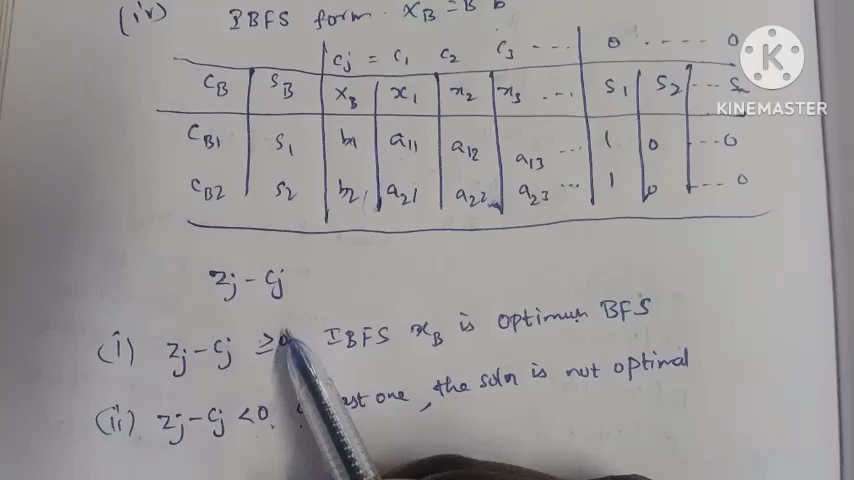 (iv) IBFS form. XB = B b
cj = c1 c2 c3 ---- 0 ---- 0
CB SB XB x1 x2 x3 ... S1 S2 ---
CB1 S1 b1 a11 a12 a13 ... 1 0 ---0
CB2 S2 b2 a21 a22 a23 ... 1 0 --- 0
KINEMASTER
zj - cj
(i) zj - cj ≥0 IBFS xB is optimum BFS
(ii) zj - cj <0. one, the soln is not optimal